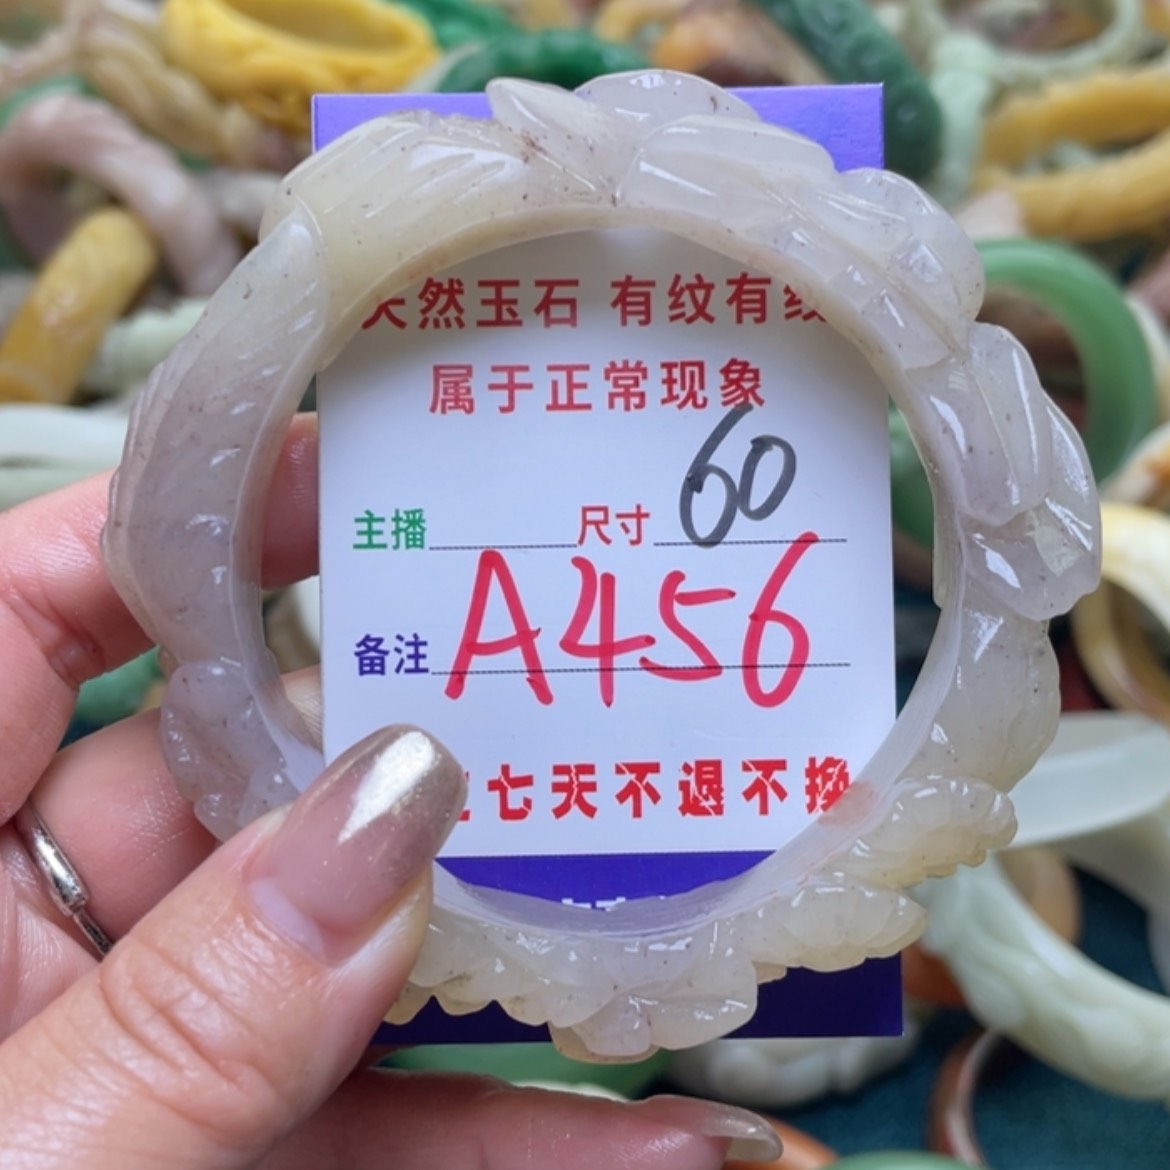 天然玉石 有纹有
属于正常现象
主播 尺寸 60
备注 A456
七天不退不换